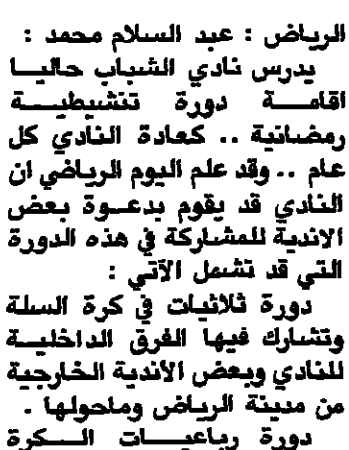 الرياض : عبد السلام محمد :
يدرس نادي الشباب حاليا
اقامة دورة تنشيطية
رمضانية .. كعادة النادي كل
عام .. وقد علم اليوم الرياضي ان
النادي قد يقوم بدعوة بعض
الاندية للمشاركة في هذه الدورة
التي قد تشمل الآتي :
دورة ثلاثيات في كرة السلة
وتشارك فيها الفرق الداخلية
للنادي وبعض الأندية الخارجية
من مدينة الرياض وماحولها .
دورة رباعيات الكرة